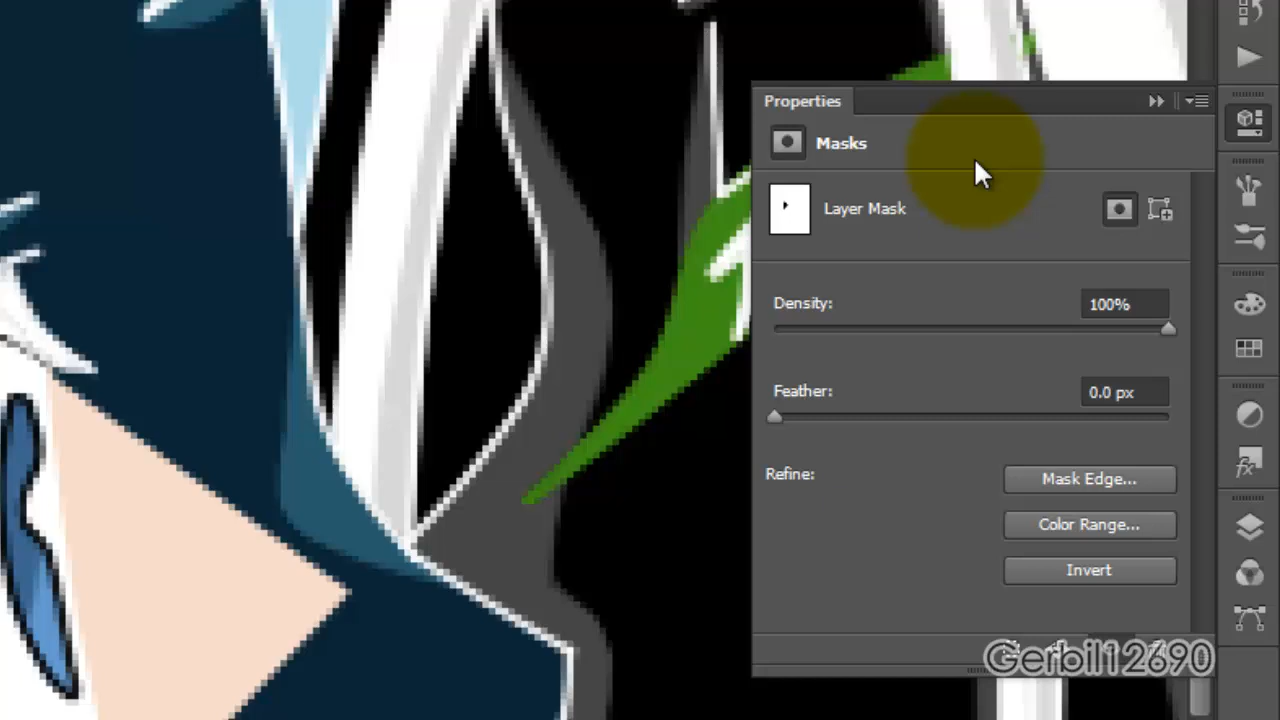 Properties
Masks
Layer Mask
Density:
100%
Feather:
0.0 px
Refine:
Mask Edge...
Color Range...
Invert
Gerbil12690